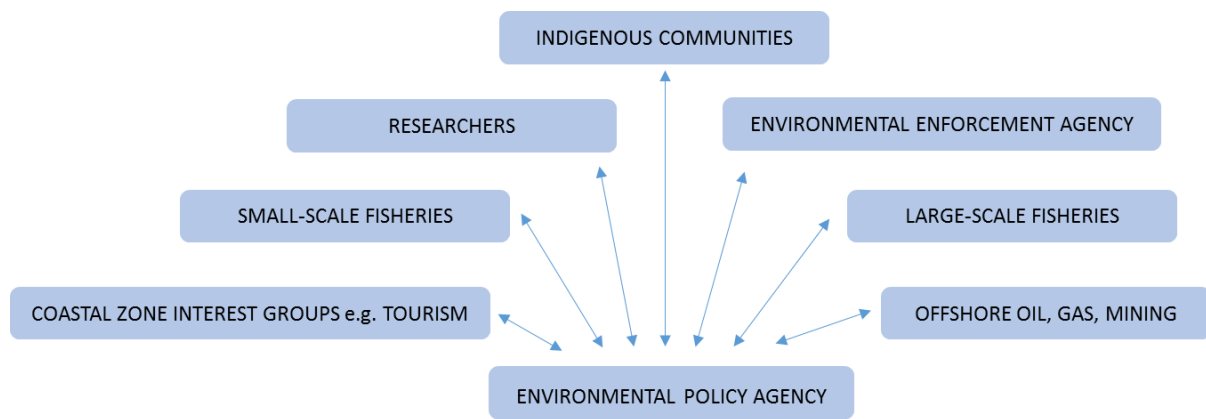 INDIGENOUS COMMUNITIES
RESEARCHERS
ENVIRONMENTAL ENFORCEMENT AGENCY
SMALL-SCALE FISHERIES
LARGE-SCALE FISHERIES
COASTAL ZONE INTEREST GROUPS e.g. TOURISM
OFFSHORE OIL, GAS, MINING
ENVIRONMENTAL POLICY AGENCY